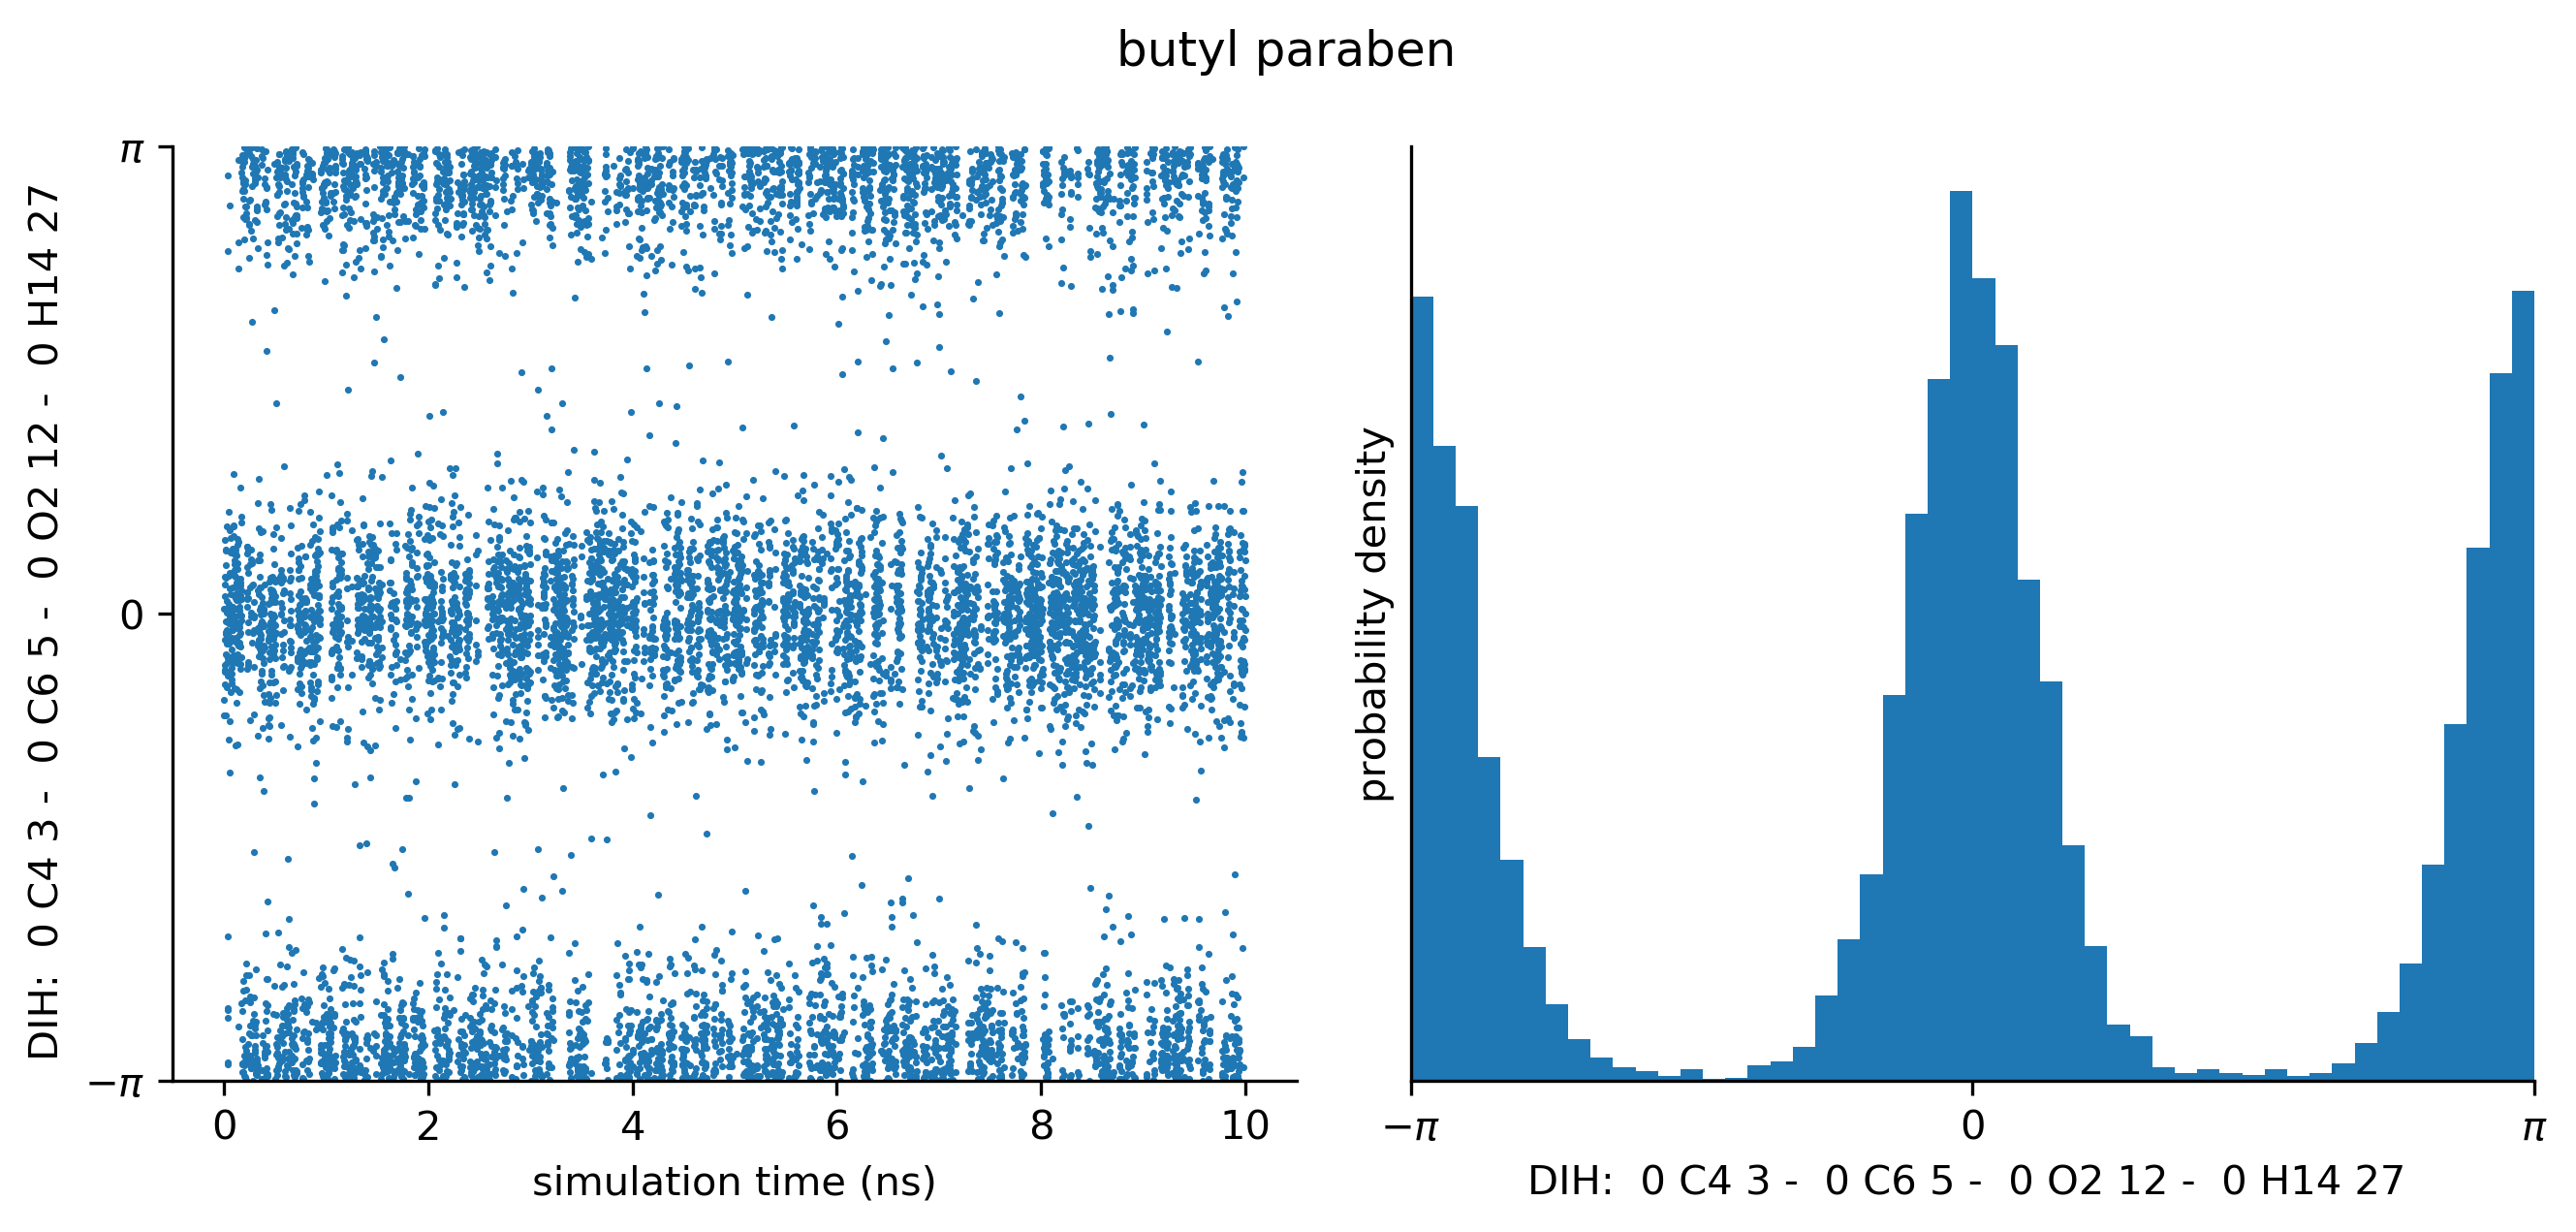 butyl paraben
DIH:  0 C4 3 -  0 C6 5 -  0 O2 12 -  0 H14 27
π
0
−π
0 2 4 6 8 10
simulation time (ns)
probability density
−π 0 π
DIH:  0 C4 3 -  0 C6 5 -  0 O2 12 -  0 H14 27